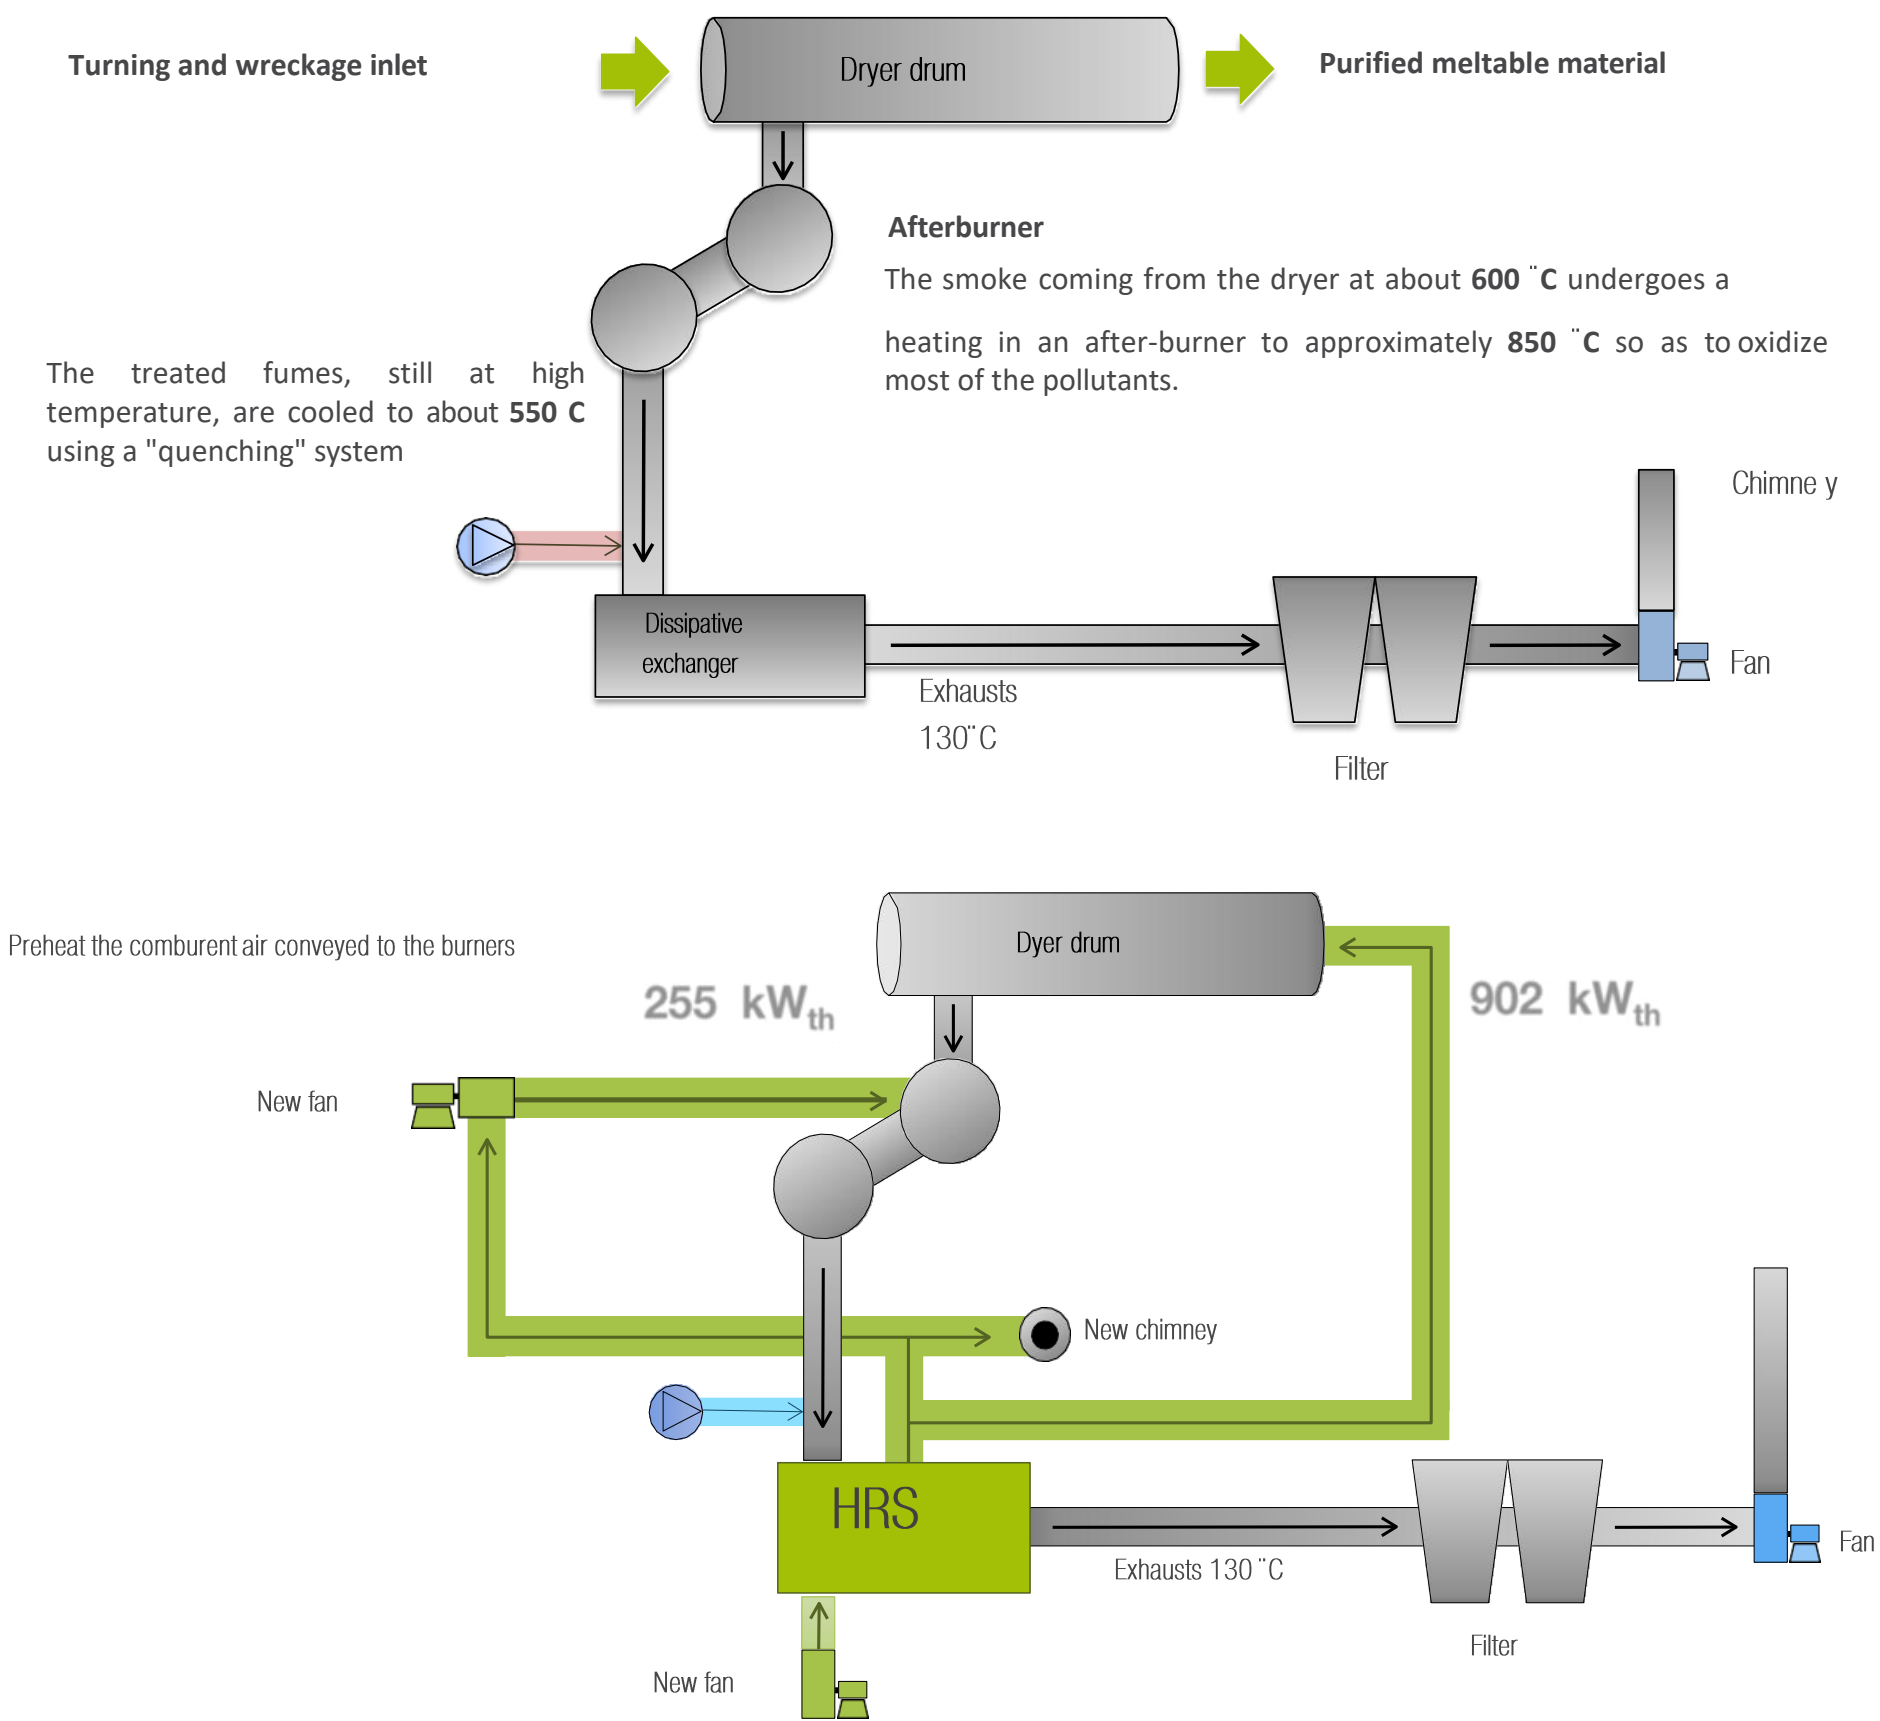 Turning and wreckage inlet
Dryer drum
Purified meltable material
Afterburner
The smoke coming from the dryer at about 600 ¨C undergoes a
heating in an after-burner to approximately 850 ¨C so as to oxidize
most of the pollutants.
The treated fumes, still at high
temperature, are cooled to about 550 C
using a "quenching" system
Chimne y
Dissipative
exchanger
Fan
Exhausts
130¨C
Filter
Dyer drum
Preheat the comburent air conveyed to the burners
255 kWth
902 kWth
New fan
New chimney
HRS
Fan
Exhausts 130 ¨C
Filter
New fan